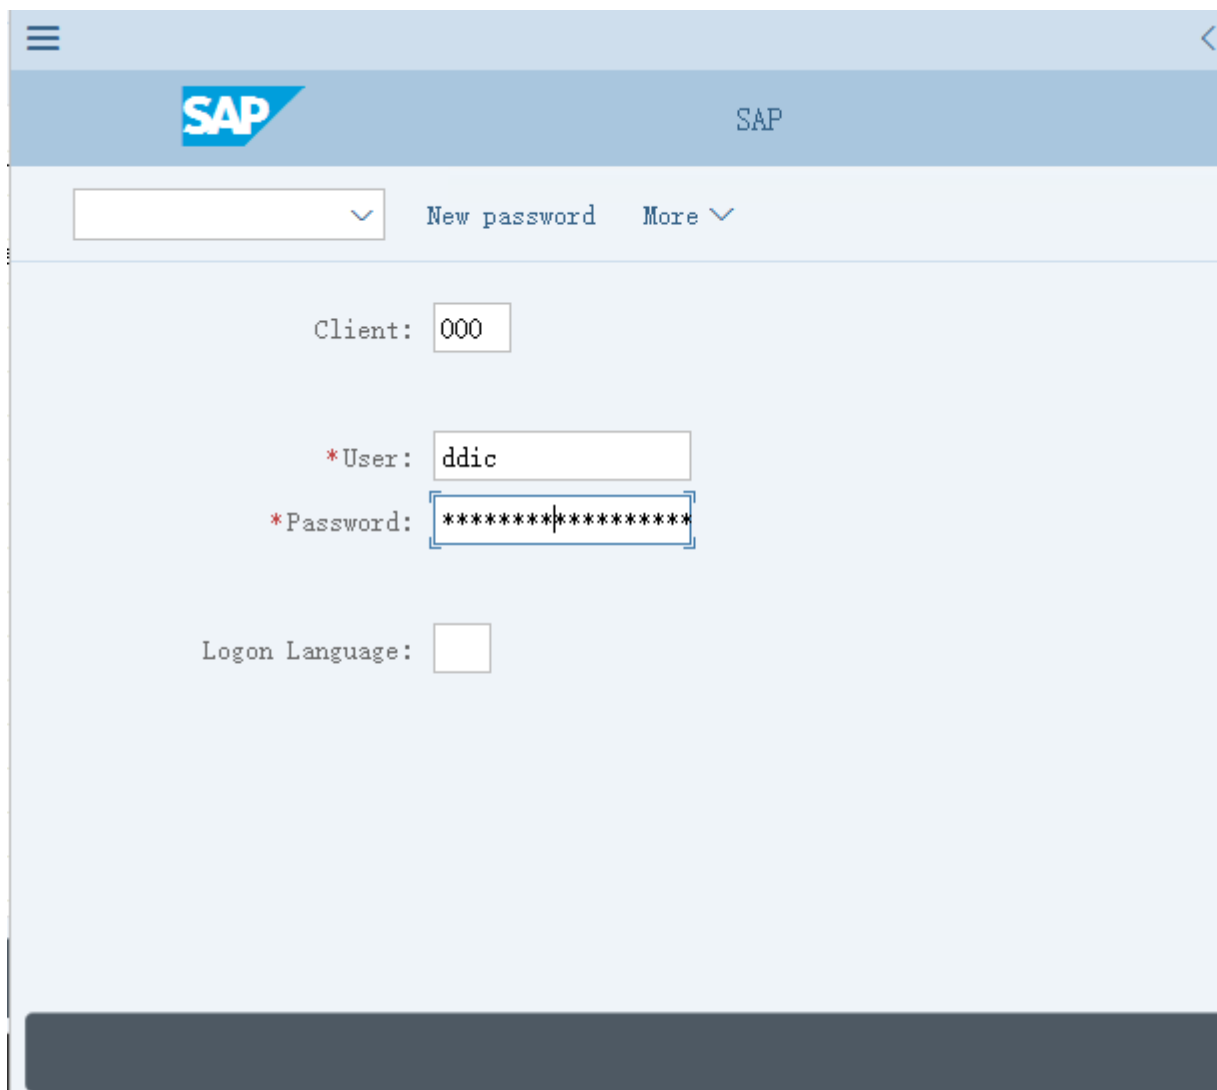 SAP
SAP
New password More
Client: 000
*User: ddic
*Password: ******************
Logon Language: